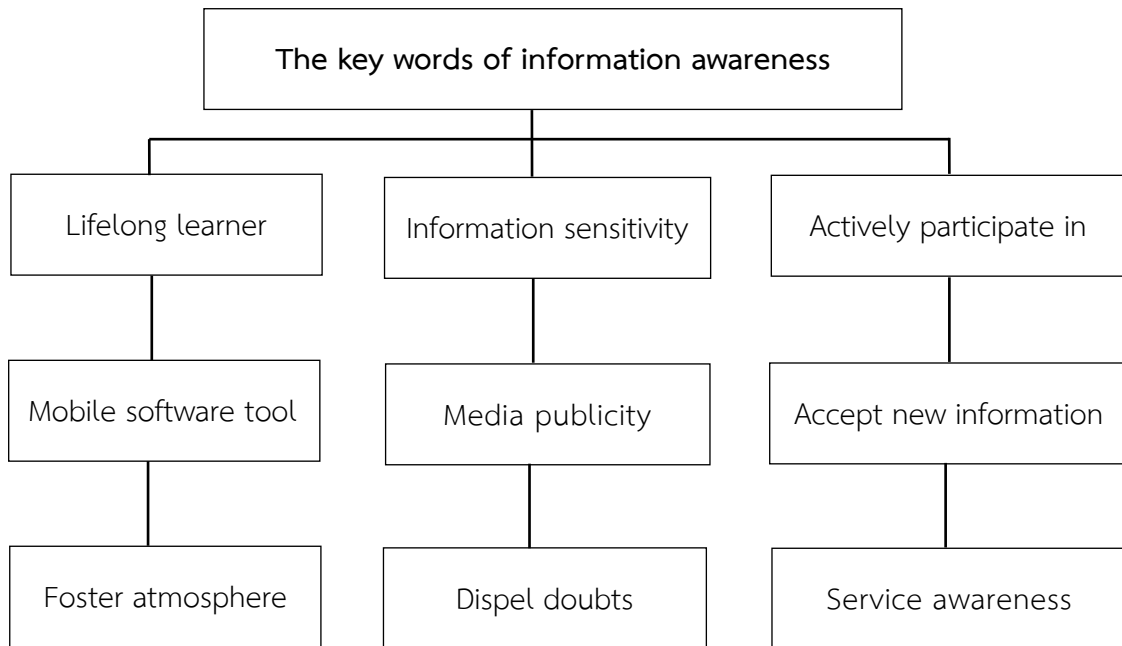 The key words of information awareness
Lifelong learner
Information sensitivity
Actively participate in
Mobile software tool
Media publicity
Accept new information
Foster atmosphere
Dispel doubts
Service awareness